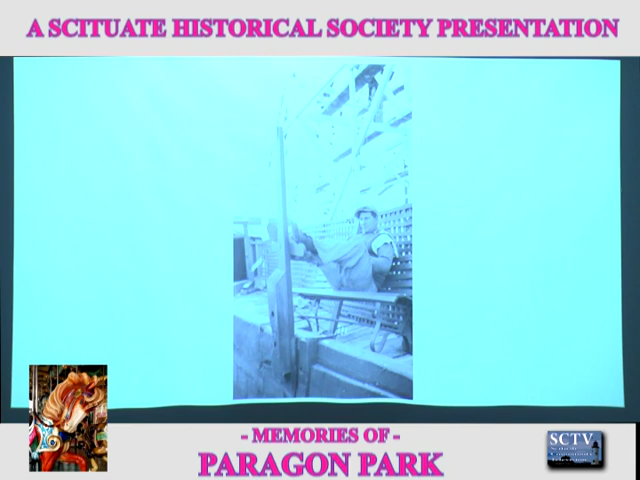 A SCITUATE HISTORICAL SOCIETY PRESENTATION
- MEMORIES OF -
PARAGON PARK
SCTV